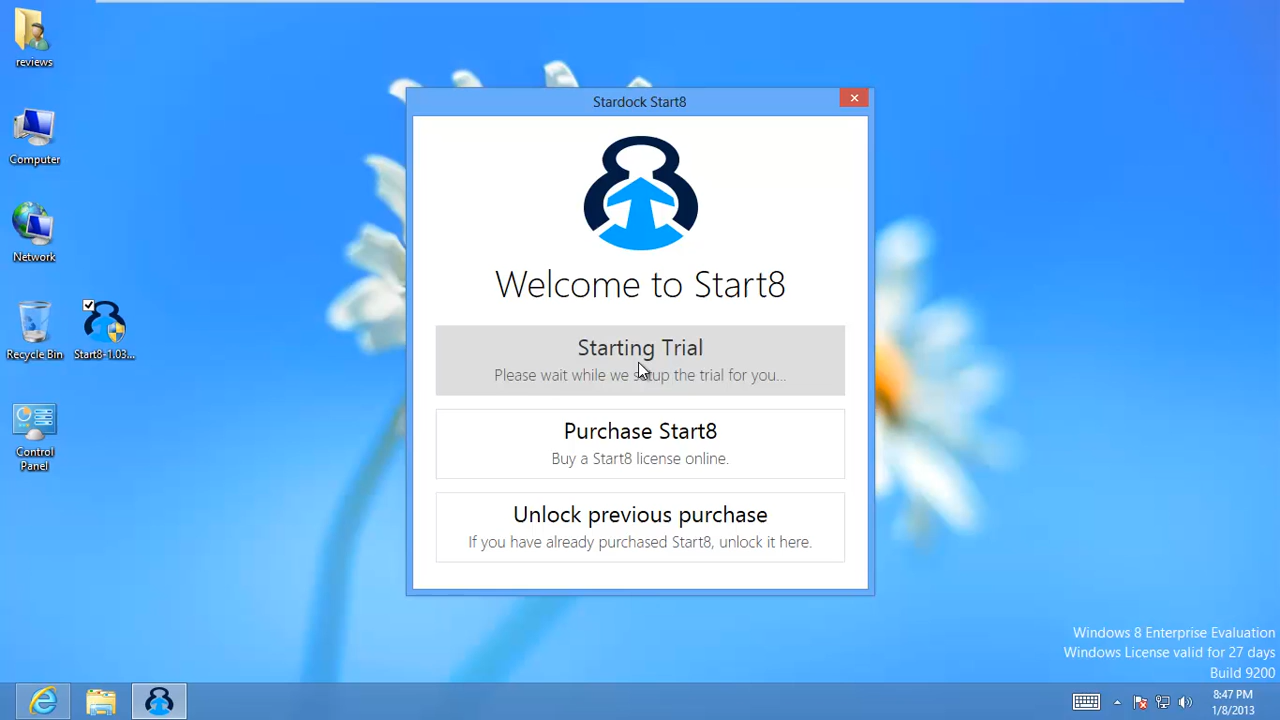 reviews
Computer
Network
Recycle Bin
Start8-1.03...
Control
Panel
Stardock Start8
Welcome to Start8
Starting Trial
Please wait while we setup the trial for you...
Purchase Start8
Buy a Start8 license online.
Unlock previous purchase
If you have already purchased Start8, unlock it here.
Windows 8 Enterprise Evaluation
Windows License valid for 27 days
Build 9200
8:47 PM
1/8/2013